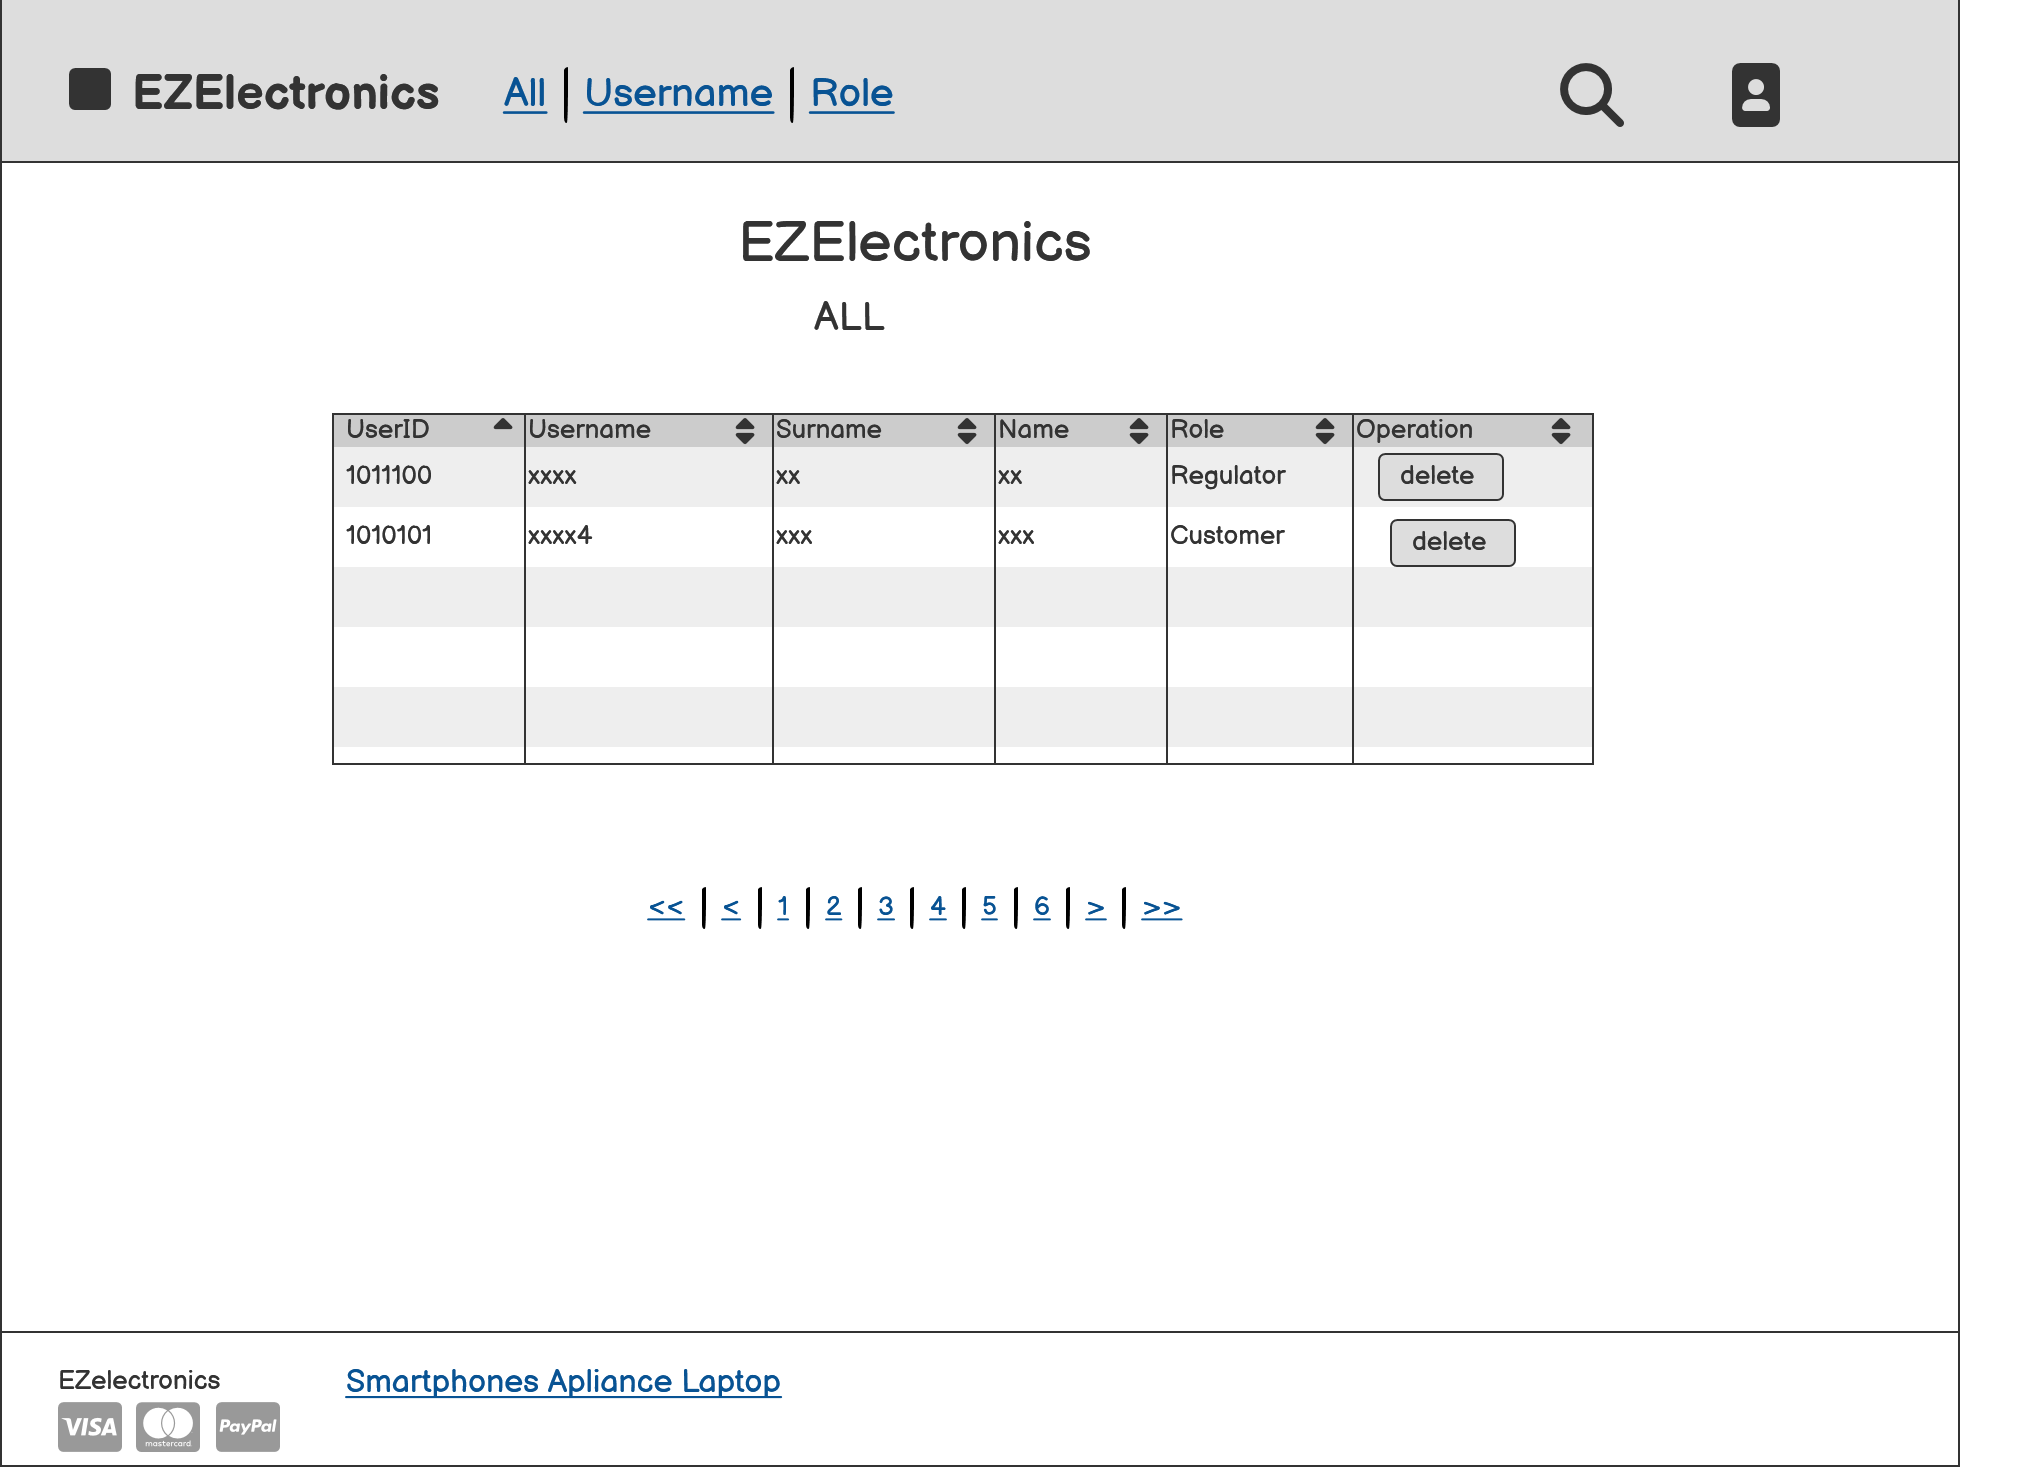 EZElectronics All Username Role
EZElectronics
ALL
UserID Username Surname Name Role Operation
1011100 xxxx xx xx Regulator delete
1010101 xxxx4 xxx xxx Customer delete
<< < 1 2 3 4 5 6 > >>
EZelectronics Smartphones Apliance Laptop
VISA mastercard PayPal